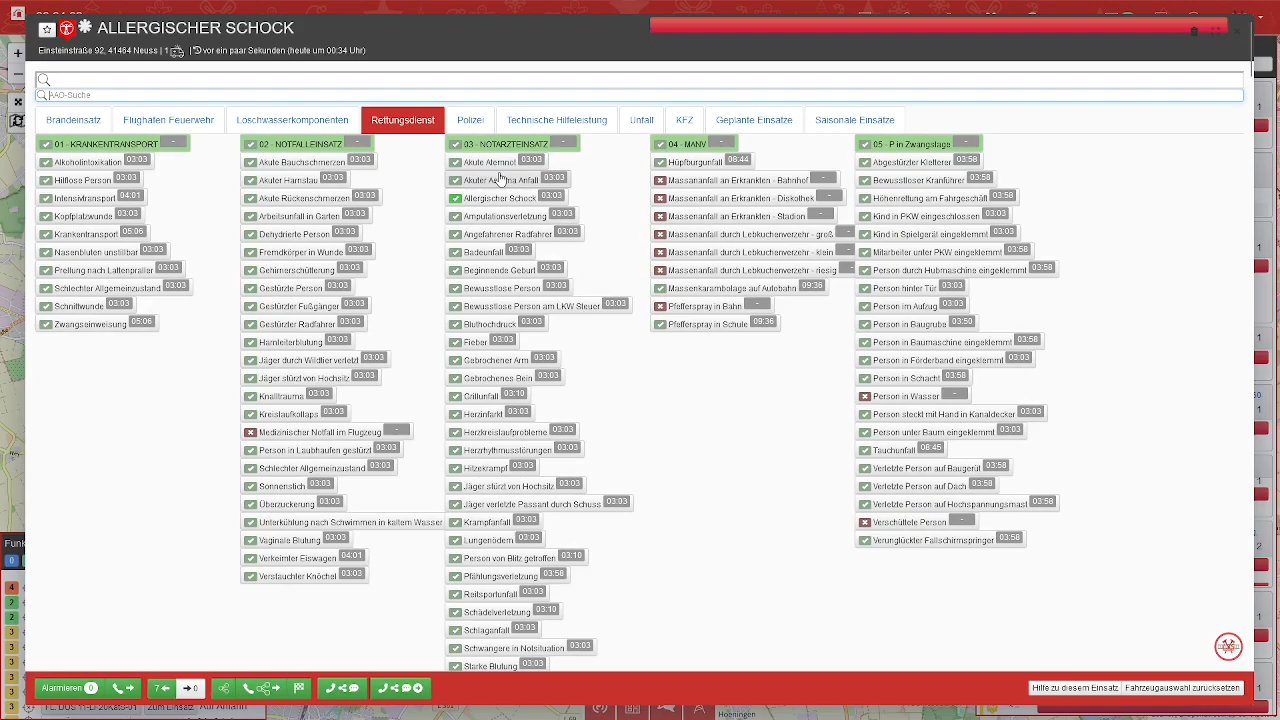 ALLERGISCHER SCHOCK
Einsteinstraße 92, 41464 Neuss | 1 | vor ein paar Sekunden (heute um 00:34 Uhr)
AAO-Suche
Brandeinsatz Flughafen Feuerwehr Löschwasserkomponenten Rettungsdienst Polizei Technische Hilfeleistung Unfall KFZ Geplante Einsätze Saisonale Einsätze
01 - KRANKENTRANSPORT -
Alkoholintoxikation 03:03
Hilflose Person 03:03
Intensivtransport 04:01
Kopfplatzwunde 03:03
Krankentransport 05:06
Nasenbluten unstillbar 03:03
Prellung nach Lattenpraller 03:03
Schlechter Allgemeinzustand 03:03
Schnittwunde 03:03
Zwangseinweisung 05:06
02 - NOTFALLEINSATZ -
Akute Bauchschmerzen 03:03
Akuter Harnstau 03:03
Akute Rückenschmerzen 03:03
Arbeitsunfall in Garten 03:03
Dehydrierte Person 03:03
Fremdkörper in Wunde 03:03
Gehirnerschütterung 03:03
Gestürzte Person 03:03
Gestürzter Fußgänger 03:03
Gestürzter Radfahrer 03:03
Harnleiterblutung 03:03
Jäger durch Wildtier verletzt 03:03
Jäger stürzt von Hochsitz 03:03
Knalltrauma 03:03
Kreislaufkollaps 03:03
Medizinischer Notfall im Flugzeug -
Person in Laubhaufen gestürzt 03:03
Schlechter Allgemeinzustand 03:03
Sonnenstich 03:03
Überzuckerung 03:03
Unterkühlung nach Schwimmen in kaltem Wasser
Vaginale Blutung 03:03
Verkeimter Eiswagen 04:01
Verstauchter Knöchel 03:03
03 - NOTARZTEINSATZ -
Akute Atemnot 03:03
Akuter Asthma Anfall 03:03
Allergischer Schock 03:03
Amputationsverletzung 03:03
Angefahrener Radfahrer 03:03
Badeunfall 03:03
Beginnende Geburt 03:03
Bewusstlose Person 03:03
Bewusstlose Person am LKW Steuer 03:03
Bluthochdruck 03:03
Fieber 03:03
Gebrochener Arm 03:03
Gebrochenes Bein 03:03
Grillunfall 03:10
Herzinfarkt 03:03
Herzkreislaufprobleme 03:03
Herzrhythmusstörungen 03:03
Hitzekrampf 03:03
Jäger stürzt von Hochsitz 03:03
Jäger verletzte Passant durch Schuss 03:03
Krampfanfall 03:03
Lungenödem 03:03
Person von Blitz getroffen 03:10
Pfählungsverletzung 03:58
Reitsportunfall 03:03
Schädelverletzung 03:10
Schlaganfall 03:03
Schwangere in Notsituation 03:03
Starke Blutung 03:03
04 - MANV -
Hüpfburgunfall 08:44
Massenanfall an Erkrankten - Bahnhof -
Massenanfall an Erkrankten - Diskothek -
Massenanfall an Erkrankten - Stadion -
Massenanfall durch Lebkuchenverzehr - groß -
Massenanfall durch Lebkuchenverzehr - klein -
Massenanfall durch Lebkuchenverzehr - riesig -
Massenkarambolage auf Autobahn 09:36
Pfefferspray in Bahn -
Pfefferspray in Schule 09:36
05 - P in Zwangslage -
Abgestürzter Kletterer 03:58
Bewusstloser Kranführer 03:58
Höhenrettung am Fahrgeschäft 03:58
Kind in PKW eingeschlossen 03:03
Kind in Spielgerät eingeklemmt 03:03
Mitarbeiter unter PKW eingeklemmt 03:58
Person durch Hubmaschine eingeklemmt 03:58
Person hinter Tür 03:03
Person im Aufzug 03:03
Person in Baugrube 03:50
Person in Baumaschine eingeklemmt 03:58
Person in Förderband eingeklemmt 03:03
Person in Schacht 03:58
Person in Wasser -
Person steckt mit Hand in Kanaldecker 03:03
Person unter Baum eingeklemmt 03:03
Tauchunfall 08:45
Verletzte Person auf Baugerüst 03:58
Verletzte Person auf Dach 03:58
Verletzte Person auf Hochspannungsmast 03:58
Verschüttete Person -
Verunglückter Fallschirmspringer 03:58
Alarmieren 0 7 0
Hilfe zu diesem Einsatz Fahrzeugauswahl zurücksetzen